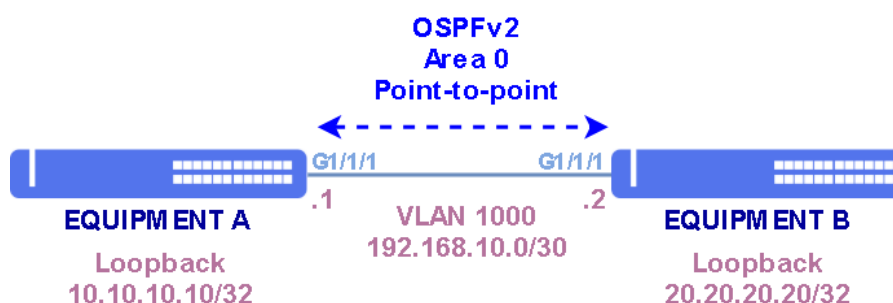 OSPFv2
Area 0
Point-to-point
G1/1/1
G1/1/1
.1
.2
VLAN 1000
192.168.10.0/30
EQUIPMENT A
Loopback
10.10.10.10/32
EQUIPMENT B
Loopback
20.20.20.20/32